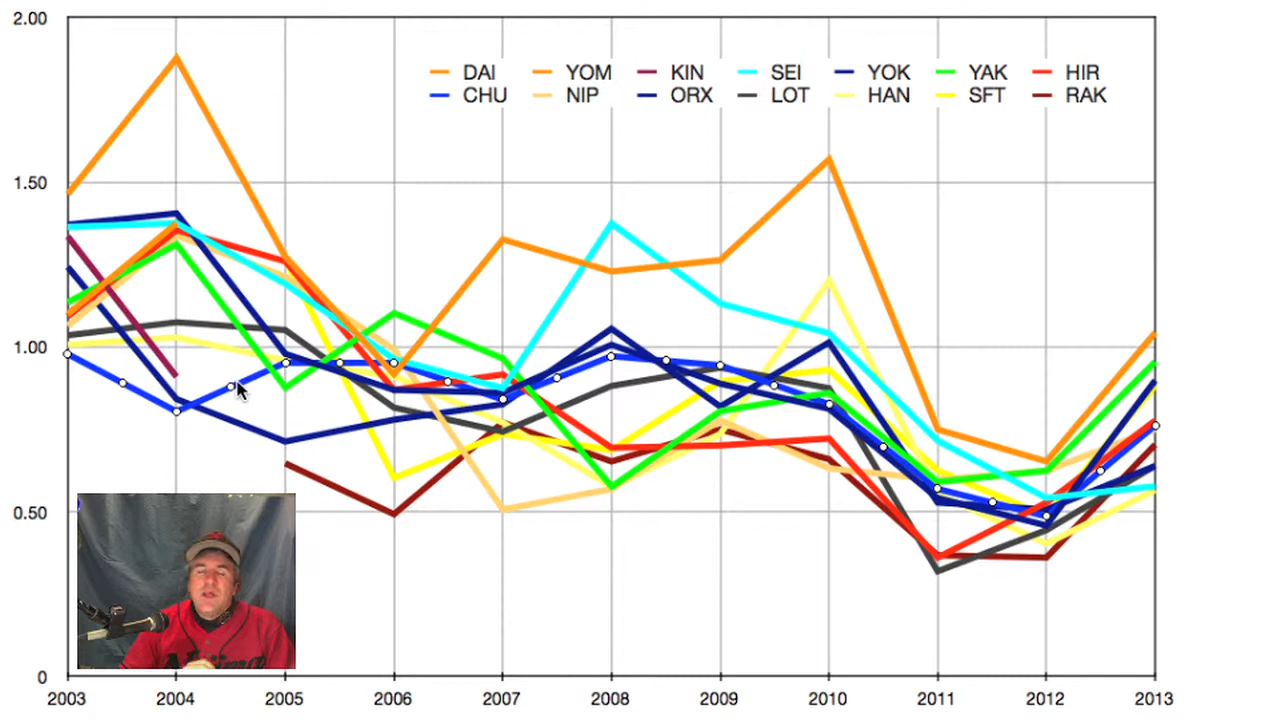 2.00
DAI YOM KIN SEI YOK YAK HIR
CHU NIP ORX LOT HAN SFT RAK
1.50
1.00
0.50
0
2003 2004 2005 2006 2007 2008 2009 2010 2011 2012 2013